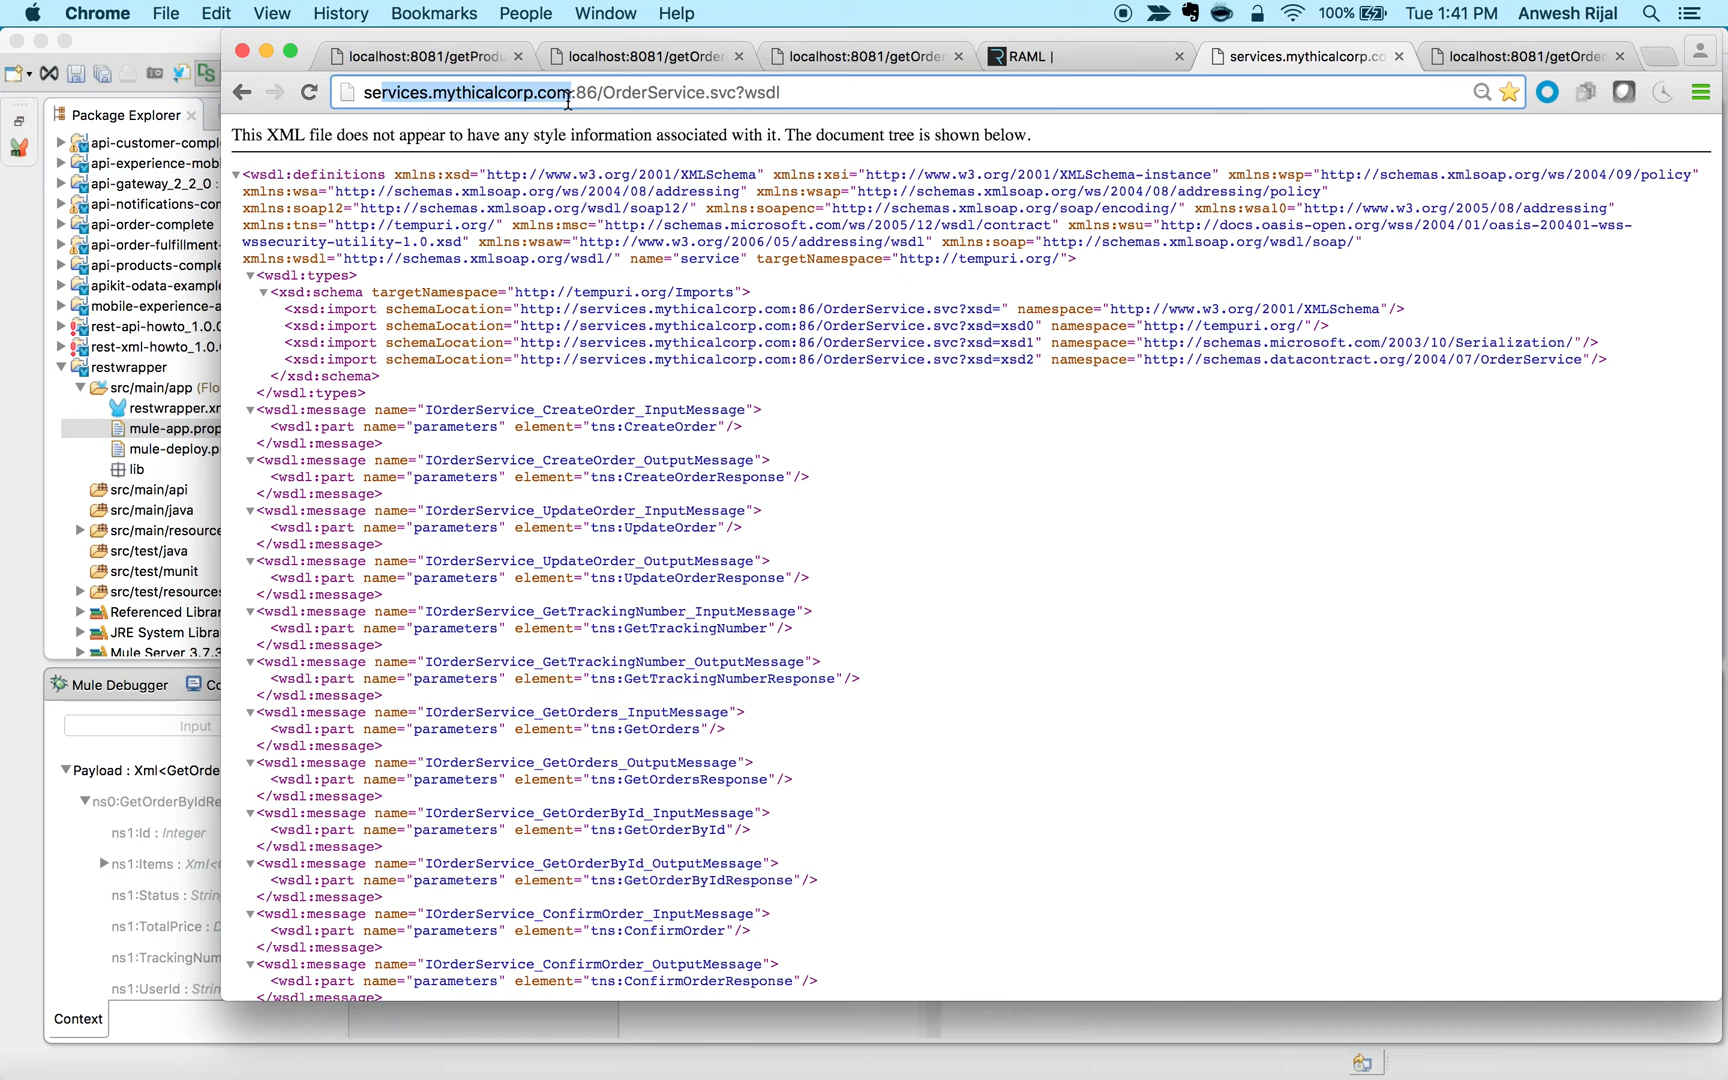 Chrome File Edit View History Bookmarks People Window Help 100% Tue 1:41 PM Anwesh Rijal
localhost:8081/getProdu localhost:8081/getOrder localhost:8081/getOrder RAML | services.mythicalcorp.co localhost:8081/getOrder
services.mythicalcorp.com:86/OrderService.svc?wsdl
Package Explorer
api-customer-compl
api-experience-mobi
api-gateway_2_2_0
api-notifications-con
api-order-complete
api-order-fulfillment-
api-products-comple
apikit-odata-example
mobile-experience-a
rest-api-howto_1.0.0
rest-xml-howto_1.0.0
restwrapper
src/main/app (Flo
restwrapper.xm
mule-app.prop
mule-deploy.pr
lib
src/main/api
src/main/java
src/main/resource
src/test/java
src/test/munit
src/test/resources
Referenced Librar
JRE System Libra
Mule Server 3.7.3
Mule Debugger Co
Input
Payload : Xml<GetOrde
ns0:GetOrderByIdRe
ns1:Id : Integer
ns1:Items : Xml<
ns1:Status : Strin
ns1:TotalPrice : D
ns1:TrackingNum
ns1:UserId : Strin
Context
This XML file does not appear to have any style information associated with it. The document tree is shown below.
<wsdl:definitions xmlns:xsd="http://www.w3.org/2001/XMLSchema" xmlns:xsi="http://www.w3.org/2001/XMLSchema-instance" xmlns:wsp="http://schemas.xmlsoap.org/ws/2004/09/policy"
xmlns:wsa="http://schemas.xmlsoap.org/ws/2004/08/addressing" xmlns:wsap="http://schemas.xmlsoap.org/ws/2004/08/addressing/policy"
xmlns:soap12="http://schemas.xmlsoap.org/wsdl/soap12/" xmlns:soapenc="http://schemas.xmlsoap.org/soap/encoding/" xmlns:wsa10="http://www.w3.org/2005/08/addressing"
xmlns:tns="http://tempuri.org/" xmlns:msc="http://schemas.microsoft.com/ws/2005/12/wsdl/contract" xmlns:wsu="http://docs.oasis-open.org/wss/2004/01/oasis-200401-wss-
wssecurity-utility-1.0.xsd" xmlns:wsaw="http://www.w3.org/2006/05/addressing/wsdl" xmlns:soap="http://schemas.xmlsoap.org/wsdl/soap/"
xmlns:wsdl="http://schemas.xmlsoap.org/wsdl/" name="service" targetNamespace="http://tempuri.org/">
<wsdl:types>
<xsd:schema targetNamespace="http://tempuri.org/Imports">
<xsd:import schemaLocation="http://services.mythicalcorp.com:86/OrderService.svc?xsd=" namespace="http://www.w3.org/2001/XMLSchema"/>
<xsd:import schemaLocation="http://services.mythicalcorp.com:86/OrderService.svc?xsd=xsd0" namespace="http://tempuri.org/"/>
<xsd:import schemaLocation="http://services.mythicalcorp.com:86/OrderService.svc?xsd=xsd1" namespace="http://schemas.microsoft.com/2003/10/Serialization/"/>
<xsd:import schemaLocation="http://services.mythicalcorp.com:86/OrderService.svc?xsd=xsd2" namespace="http://schemas.datacontract.org/2004/07/OrderService"/>
</xsd:schema>
</wsdl:types>
<wsdl:message name="IOrderService_CreateOrder_InputMessage">
<wsdl:part name="parameters" element="tns:CreateOrder"/>
</wsdl:message>
<wsdl:message name="IOrderService_CreateOrder_OutputMessage">
<wsdl:part name="parameters" element="tns:CreateOrderResponse"/>
</wsdl:message>
<wsdl:message name="IOrderService_UpdateOrder_InputMessage">
<wsdl:part name="parameters" element="tns:UpdateOrder"/>
</wsdl:message>
<wsdl:message name="IOrderService_UpdateOrder_OutputMessage">
<wsdl:part name="parameters" element="tns:UpdateOrderResponse"/>
</wsdl:message>
<wsdl:message name="IOrderService_GetTrackingNumber_InputMessage">
<wsdl:part name="parameters" element="tns:GetTrackingNumber"/>
</wsdl:message>
<wsdl:message name="IOrderService_GetTrackingNumber_OutputMessage">
<wsdl:part name="parameters" element="tns:GetTrackingNumberResponse"/>
</wsdl:message>
<wsdl:message name="IOrderService_GetOrders_InputMessage">
<wsdl:part name="parameters" element="tns:GetOrders"/>
</wsdl:message>
<wsdl:message name="IOrderService_GetOrders_OutputMessage">
<wsdl:part name="parameters" element="tns:GetOrdersResponse"/>
</wsdl:message>
<wsdl:message name="IOrderService_GetOrderById_InputMessage">
<wsdl:part name="parameters" element="tns:GetOrderById"/>
</wsdl:message>
<wsdl:message name="IOrderService_GetOrderById_OutputMessage">
<wsdl:part name="parameters" element="tns:GetOrderByIdResponse"/>
</wsdl:message>
<wsdl:message name="IOrderService_ConfirmOrder_InputMessage">
<wsdl:part name="parameters" element="tns:ConfirmOrder"/>
</wsdl:message>
<wsdl:message name="IOrderService_ConfirmOrder_OutputMessage">
<wsdl:part name="parameters" element="tns:ConfirmOrderResponse"/>
</wsdl:message>